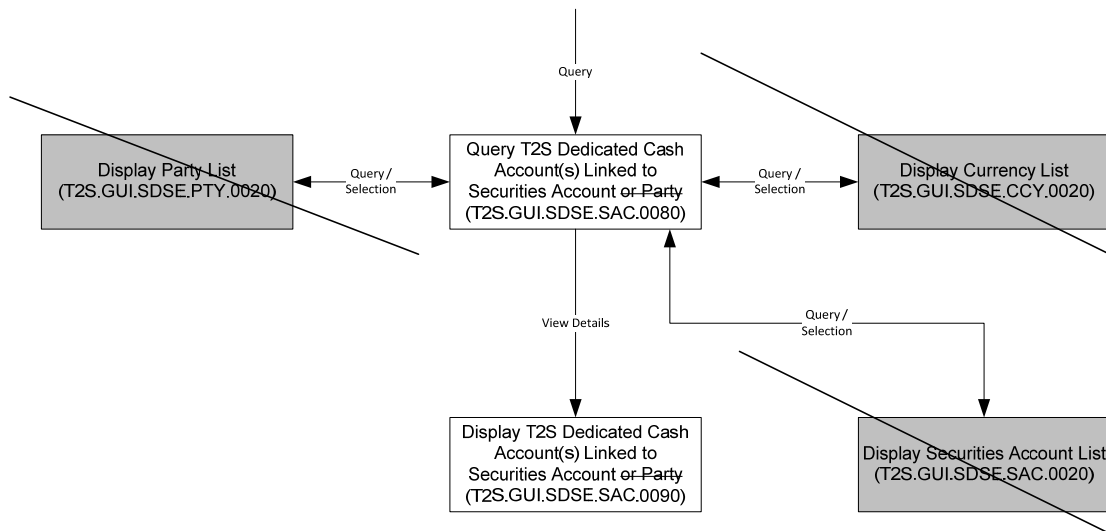 Query
Display Party List
(T2S.GUI.SDSE.PTY.0020)
Query /
Selection
Query T2S Dedicated Cash
Account(s) Linked to
Securities Account or Party
(T2S.GUI.SDSE.SAC.0080)
Query /
Selection
Display Currency List
(T2S.GUI.SDSE.CCY.0020)
View Details
Query /
Selection
Display T2S Dedicated Cash
Account(s) Linked to
Securities Account or Party
(T2S.GUI.SDSE.SAC.0090)
Display Securities Account List
(T2S.GUI.SDSE.SAC.0020)